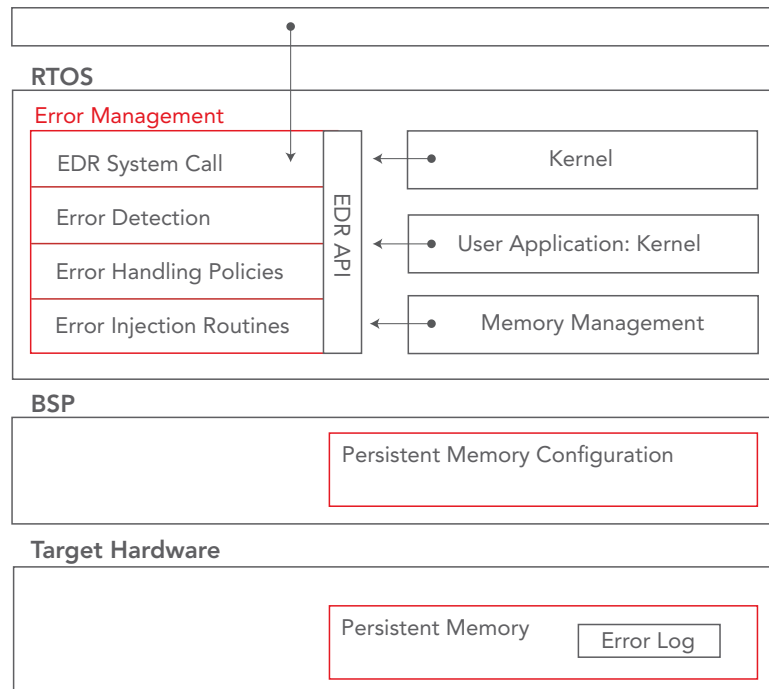 RTOS
Error Management
EDR System Call
Error Detection
Error Handling Policies
Error Injection Routines
EDR API
Kernel
User Application: Kernel
Memory Management
BSP
Persistent Memory Configuration
Target Hardware
Persistent Memory
Error Log